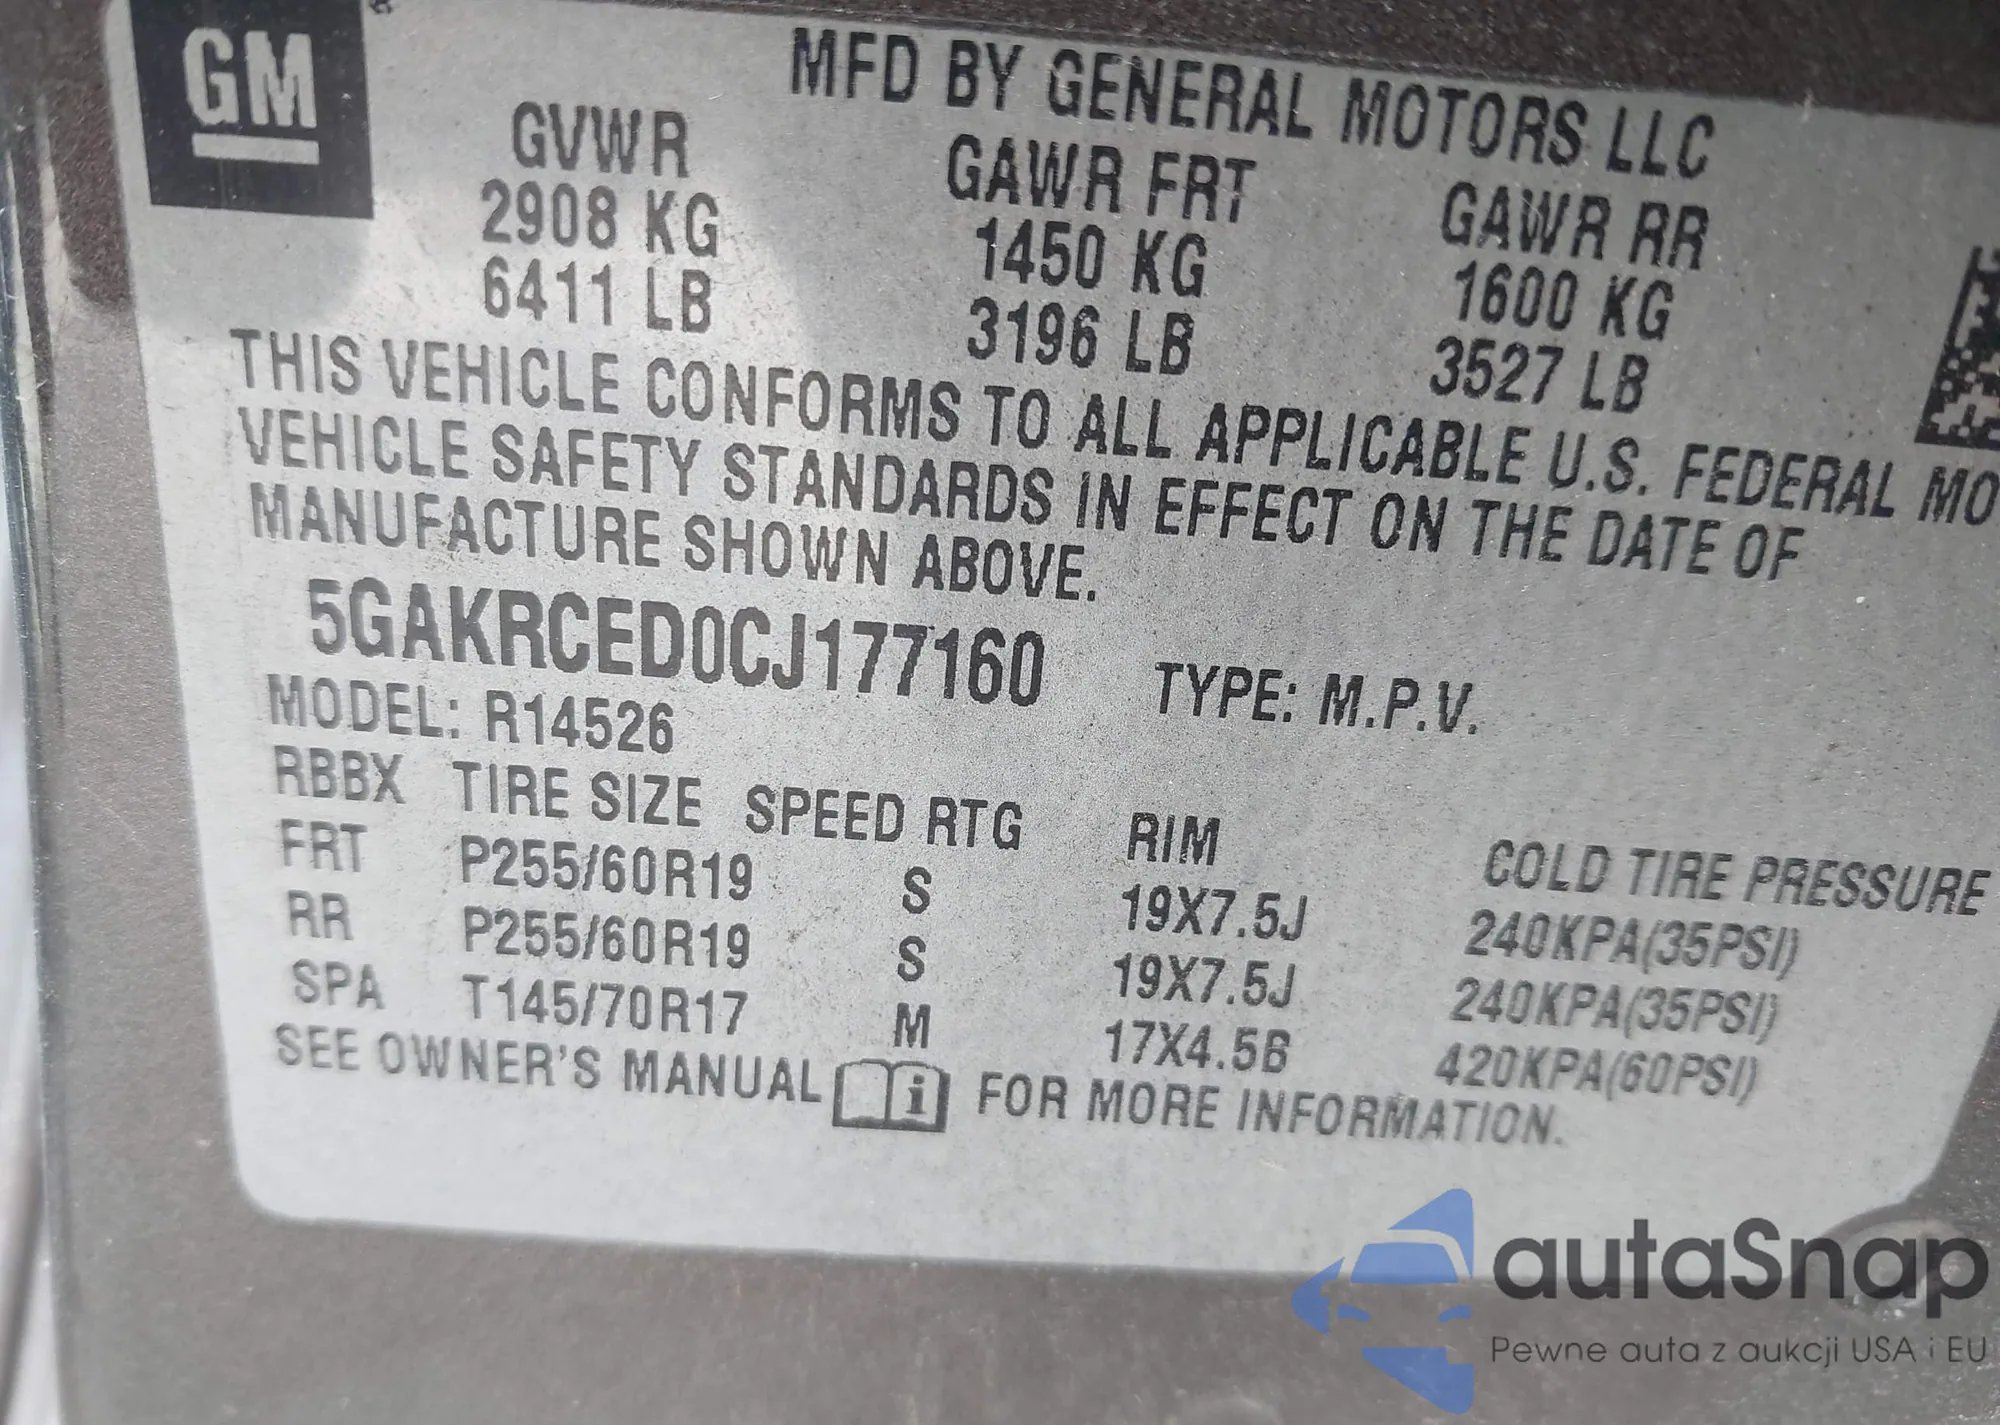 GM
MFD BY GENERAL MOTORS LLC
GVWR GAWR FRT GAWR RR
2908 KG 1450 KG 1600 KG
6411 LB 3196 LB 3527 LB
THIS VEHICLE CONFORMS TO ALL APPLICABLE U.S. FEDERAL MO
VEHICLE SAFETY STANDARDS IN EFFECT ON THE DATE OF
MANUFACTURE SHOWN ABOVE.
5GAKRCED0CJ177160 TYPE: M.P.V.
MODEL: R14526
RBBX TIRE SIZE SPEED RTG RIM COLD TIRE PRESSURE
FRT P255/60R19 S 19X7.5J 240KPA(35PSI)
RR P255/60R19 S 19X7.5J 240KPA(35PSI)
SPA T145/70R17 M 17X4.5B 420KPA(60PSI)
SEE OWNER'S MANUAL i FOR MORE INFORMATION.
autaSnap
Pewne auta z aukcji USA i EU